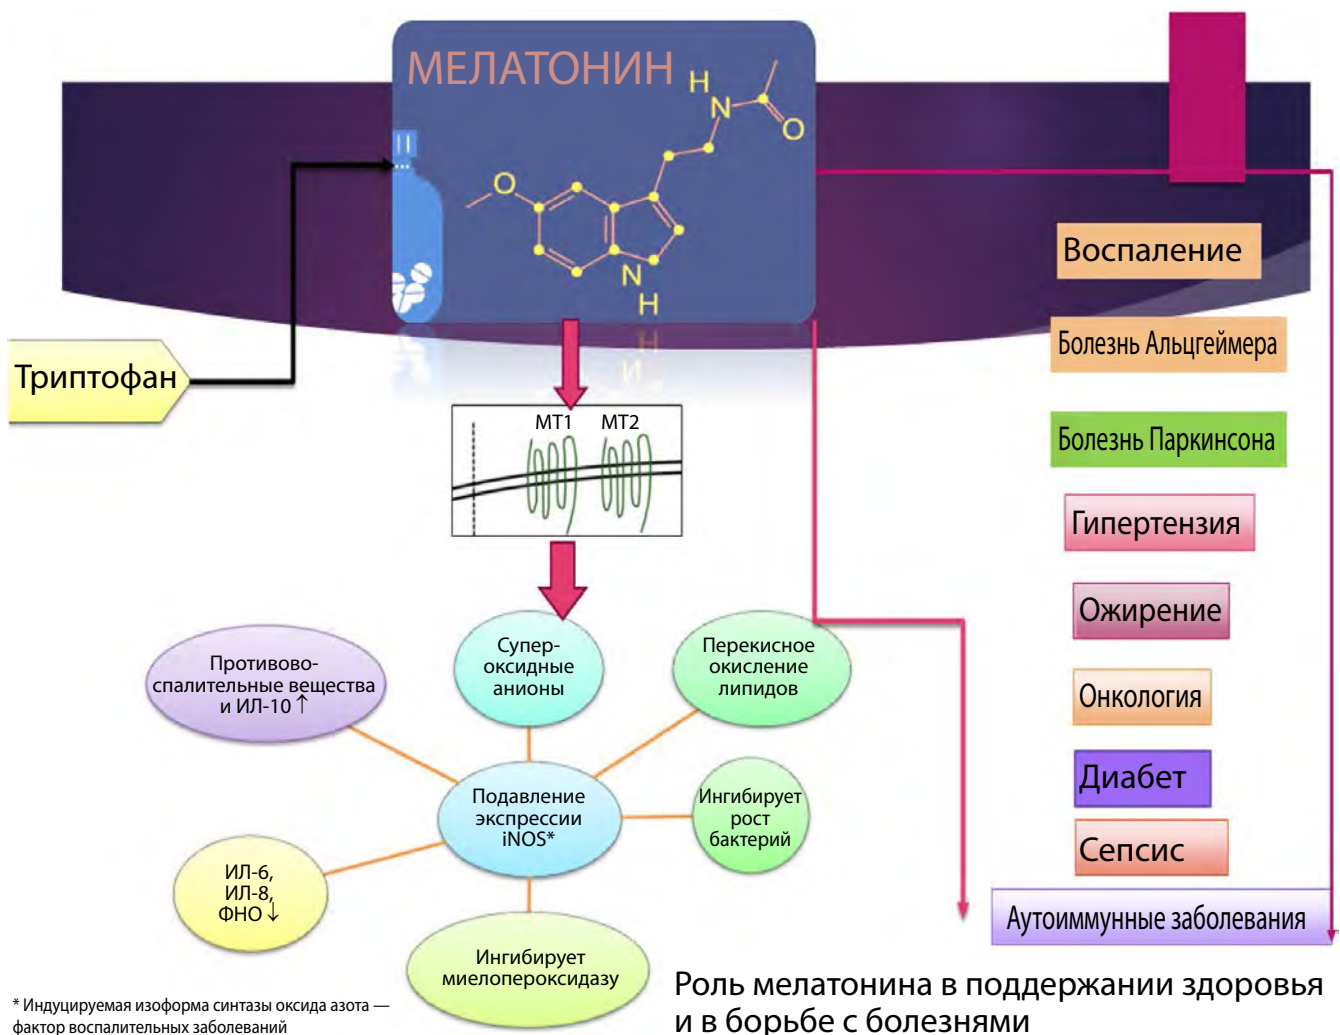 МЕЛАТОНИН
H
N
O
O
N
H
Триптофан
МТ1 МТ2
Воспаление
Болезнь Альцгеймера
Болезнь Паркинсона
Гипертензия
Ожирение
Онкология
Диабет
Сепсис
Аутоиммунные заболевания
Противово-
спалительные вещества
и ИЛ-10 ↑
Супер-
оксидные
анионы
Перекисное
окисление
липидов
Подавление
экспрессии
iNOS*
Ингибирует
рост
бактерий
ИЛ-6,
ИЛ-8,
ФНО ↓
Ингибирует
миелопероксидазу
* Индуцируемая изоформа синтазы оксида азота —
фактор воспалительных заболеваний
Роль мелатонина в поддержании здоровья
и в борьбе с болезнями